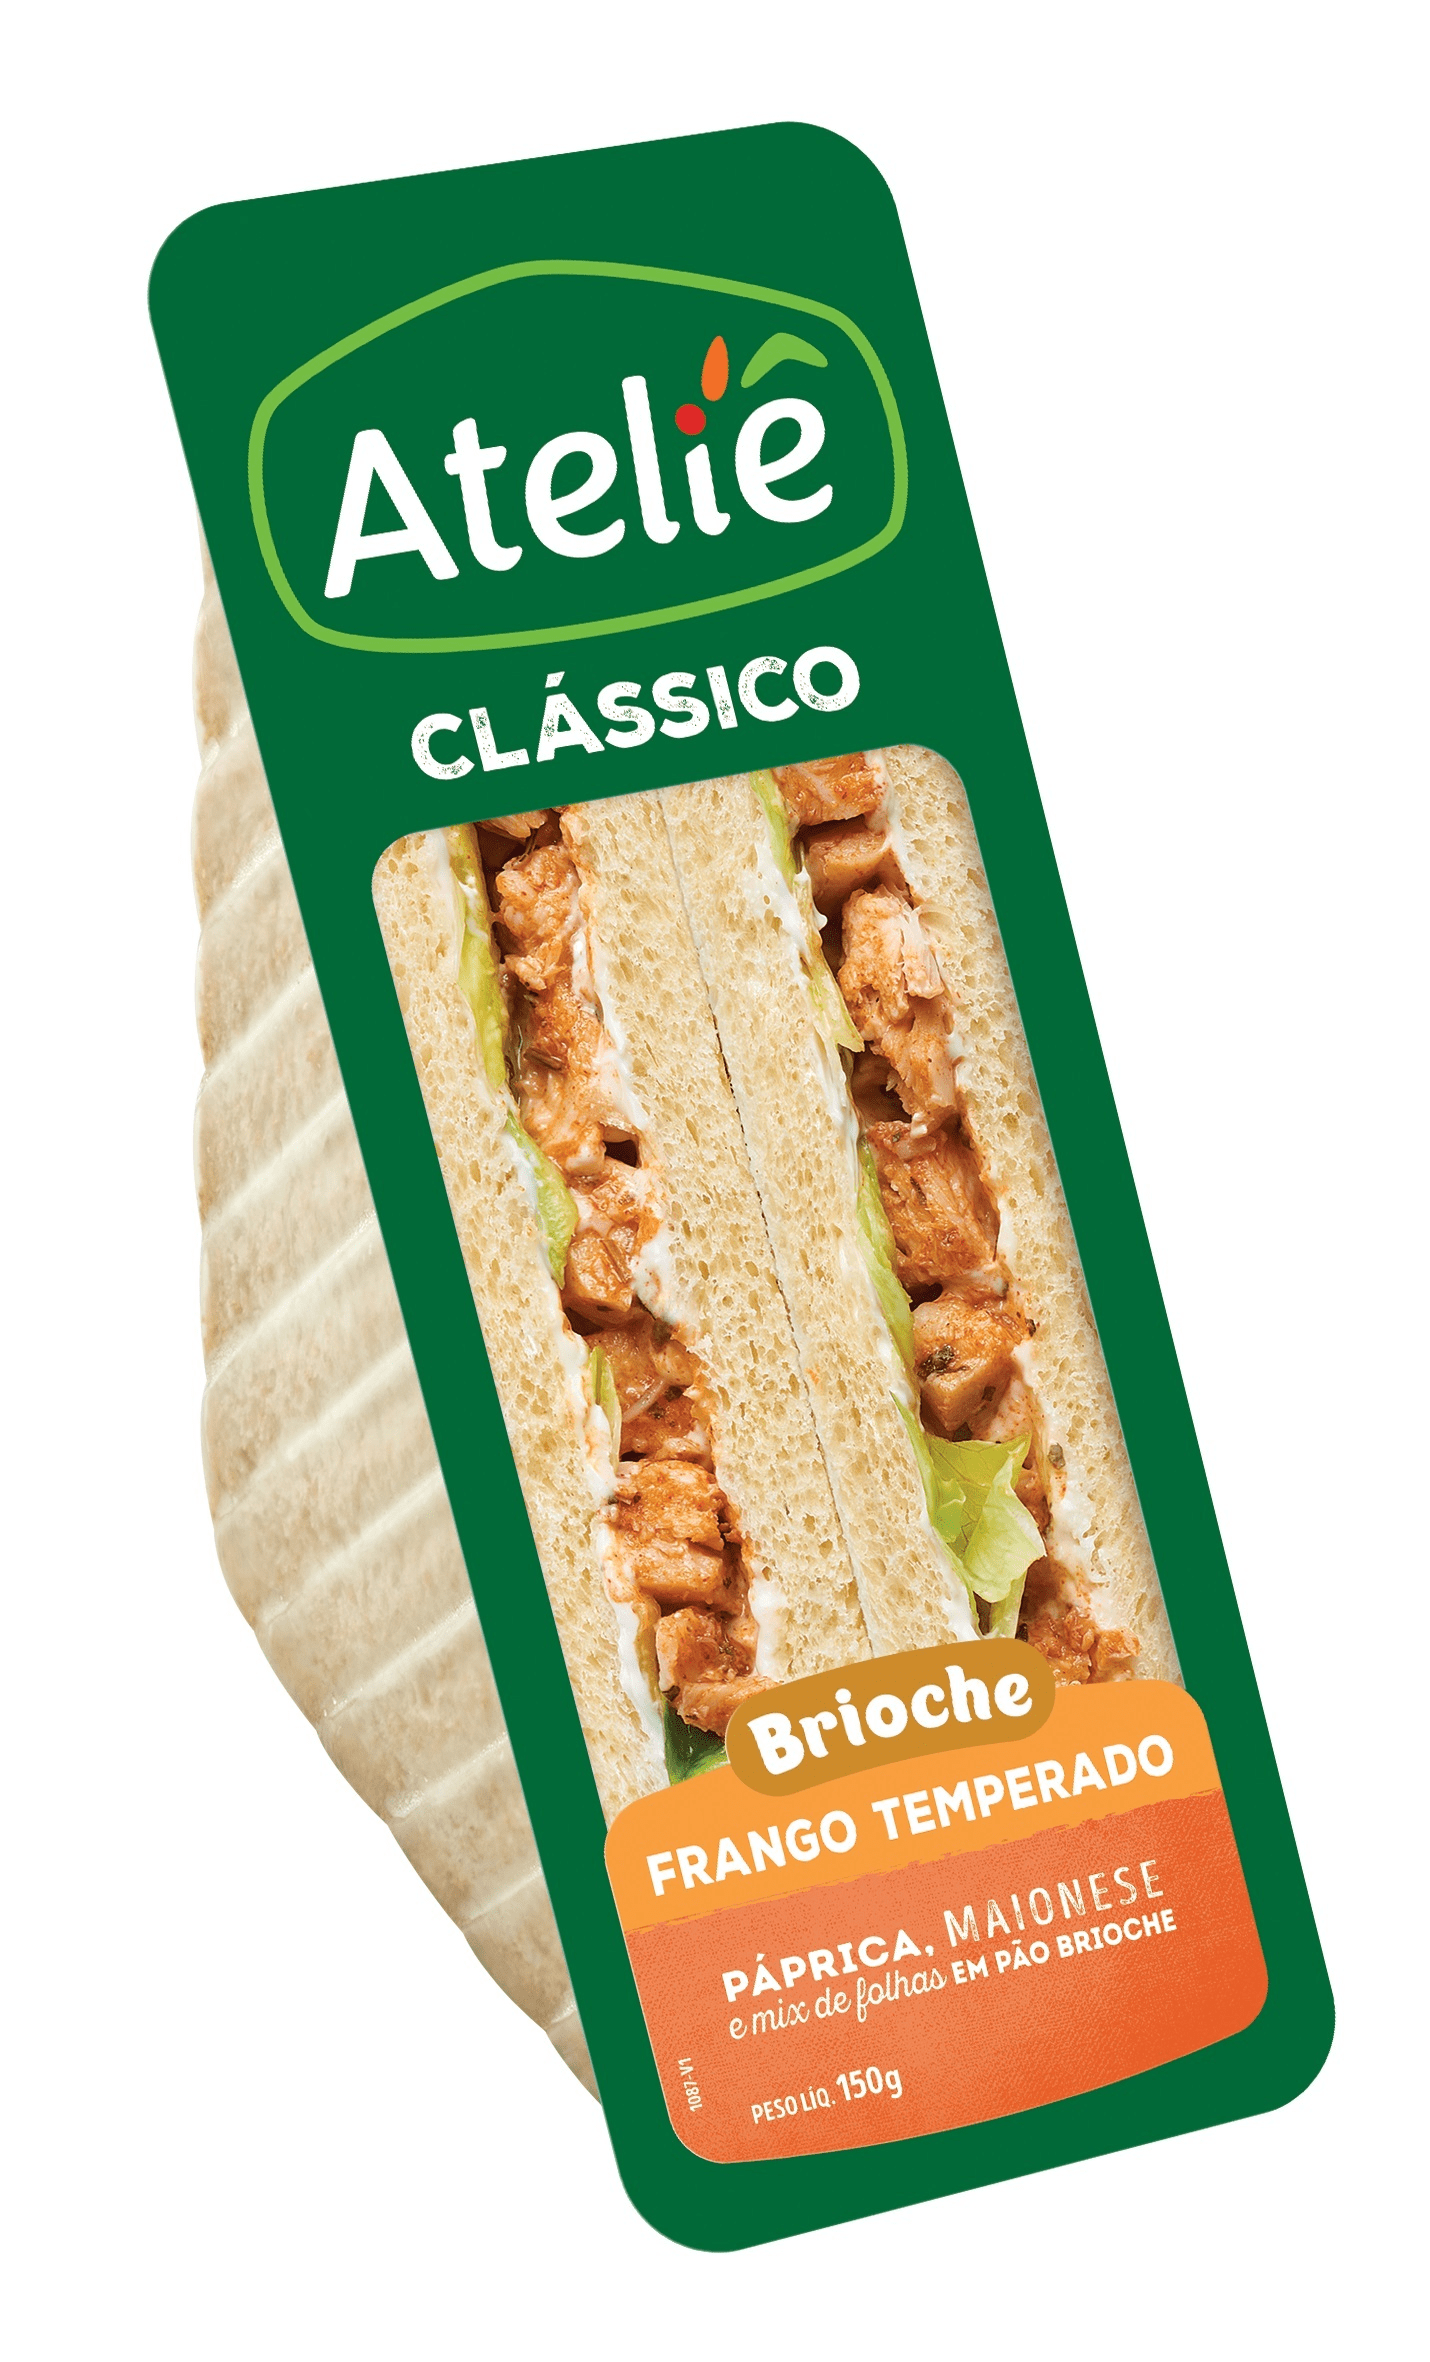 Ateliê
CLÁSSICO
Brioche
FRANGO TEMPERADO
PÁPRICA, MAIONESE
e mix de folhas EM PÃO BRIOCHE
1087-V1
PESO LÍQ. 150g